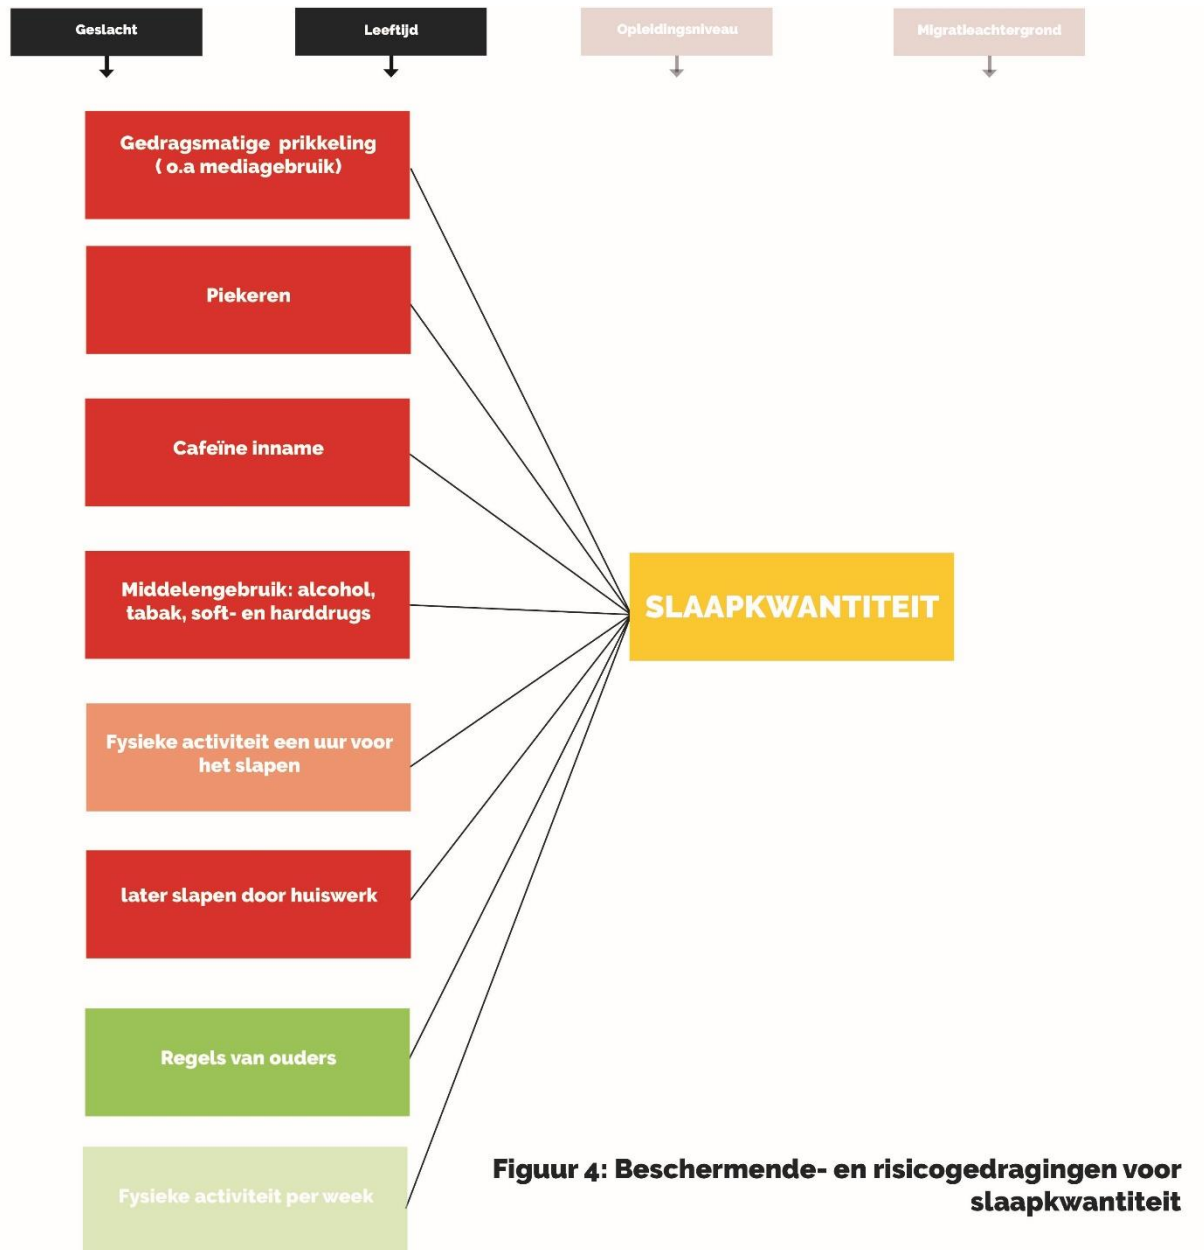 Geslacht
Leeftijd
Opleidingsniveau
Migratieachtergrond
Gedragsmatige prikkeling
( o.a mediagebruik)
Piekeren
Cafeïne inname
Middelengebruik: alcohol,
tabak, soft- en harddrugs
SLAAPKWANTITEIT
Fysieke activiteit een uur voor
het slapen
later slapen door huiswerk
Regels van ouders
Fysieke activiteit per week
Figuur 4: Beschermende- en risicogedragingen voor
slaapkwantiteit